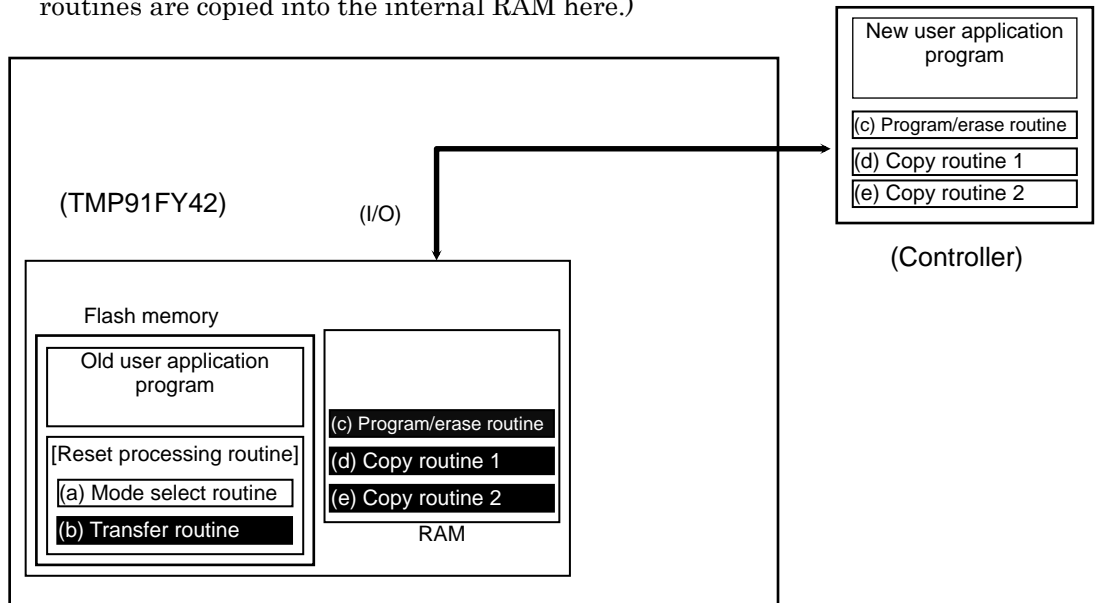 routines are copied into the internal RAM here.)
New user application
program
(c) Program/erase routine
(d) Copy routine 1
(e) Copy routine 2
(Controller)
(TMP91FY42)
(I/O)
Flash memory
Old user application
program
[Reset processing routine]
(a) Mode select routine
(b) Transfer routine
(c) Program/erase routine
(d) Copy routine 1
(e) Copy routine 2
RAM